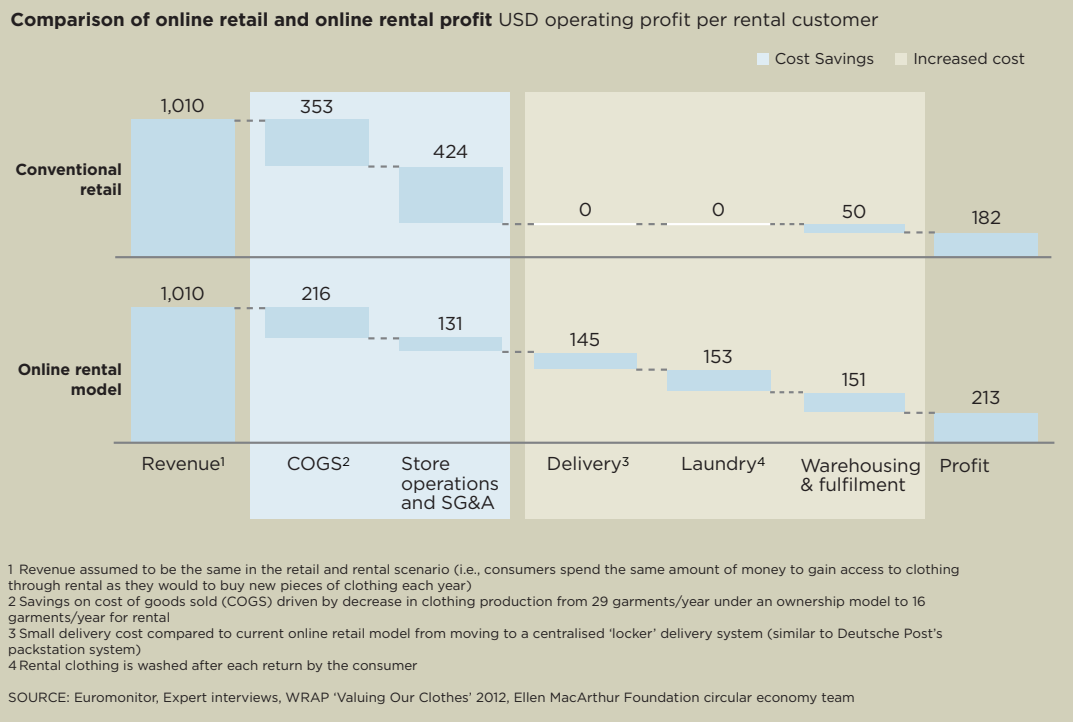 Comparison of online retail and online rental profit USD operating profit per rental customer
Cost Savings
Increased cost
Conventional
retail
1,010
353
424
0
0
50
182
Online rental
model
1,010
216
131
145
153
151
213
Revenue¹
COGS²
Store
operations
and SG&A
Delivery³
Laundry⁴
Warehousing
& fulfilment
Profit
1 Revenue assumed to be the same in the retail and rental scenario (i.e., consumers spend the same amount of money to gain access to clothing
through rental as they would to buy new pieces of clothing each year)
2 Savings on cost of goods sold (COGS) driven by decrease in clothing production from 29 garments/year under an ownership model to 16
garments/year for rental
3 Small delivery cost compared to current online retail model from moving to a centralised ‘locker’ delivery system (similar to Deutsche Post’s
packstation system)
4 Rental clothing is washed after each return by the consumer
SOURCE: Euromonitor, Expert interviews, WRAP ‘Valuing Our Clothes’ 2012, Ellen MacArthur Foundation circular economy team